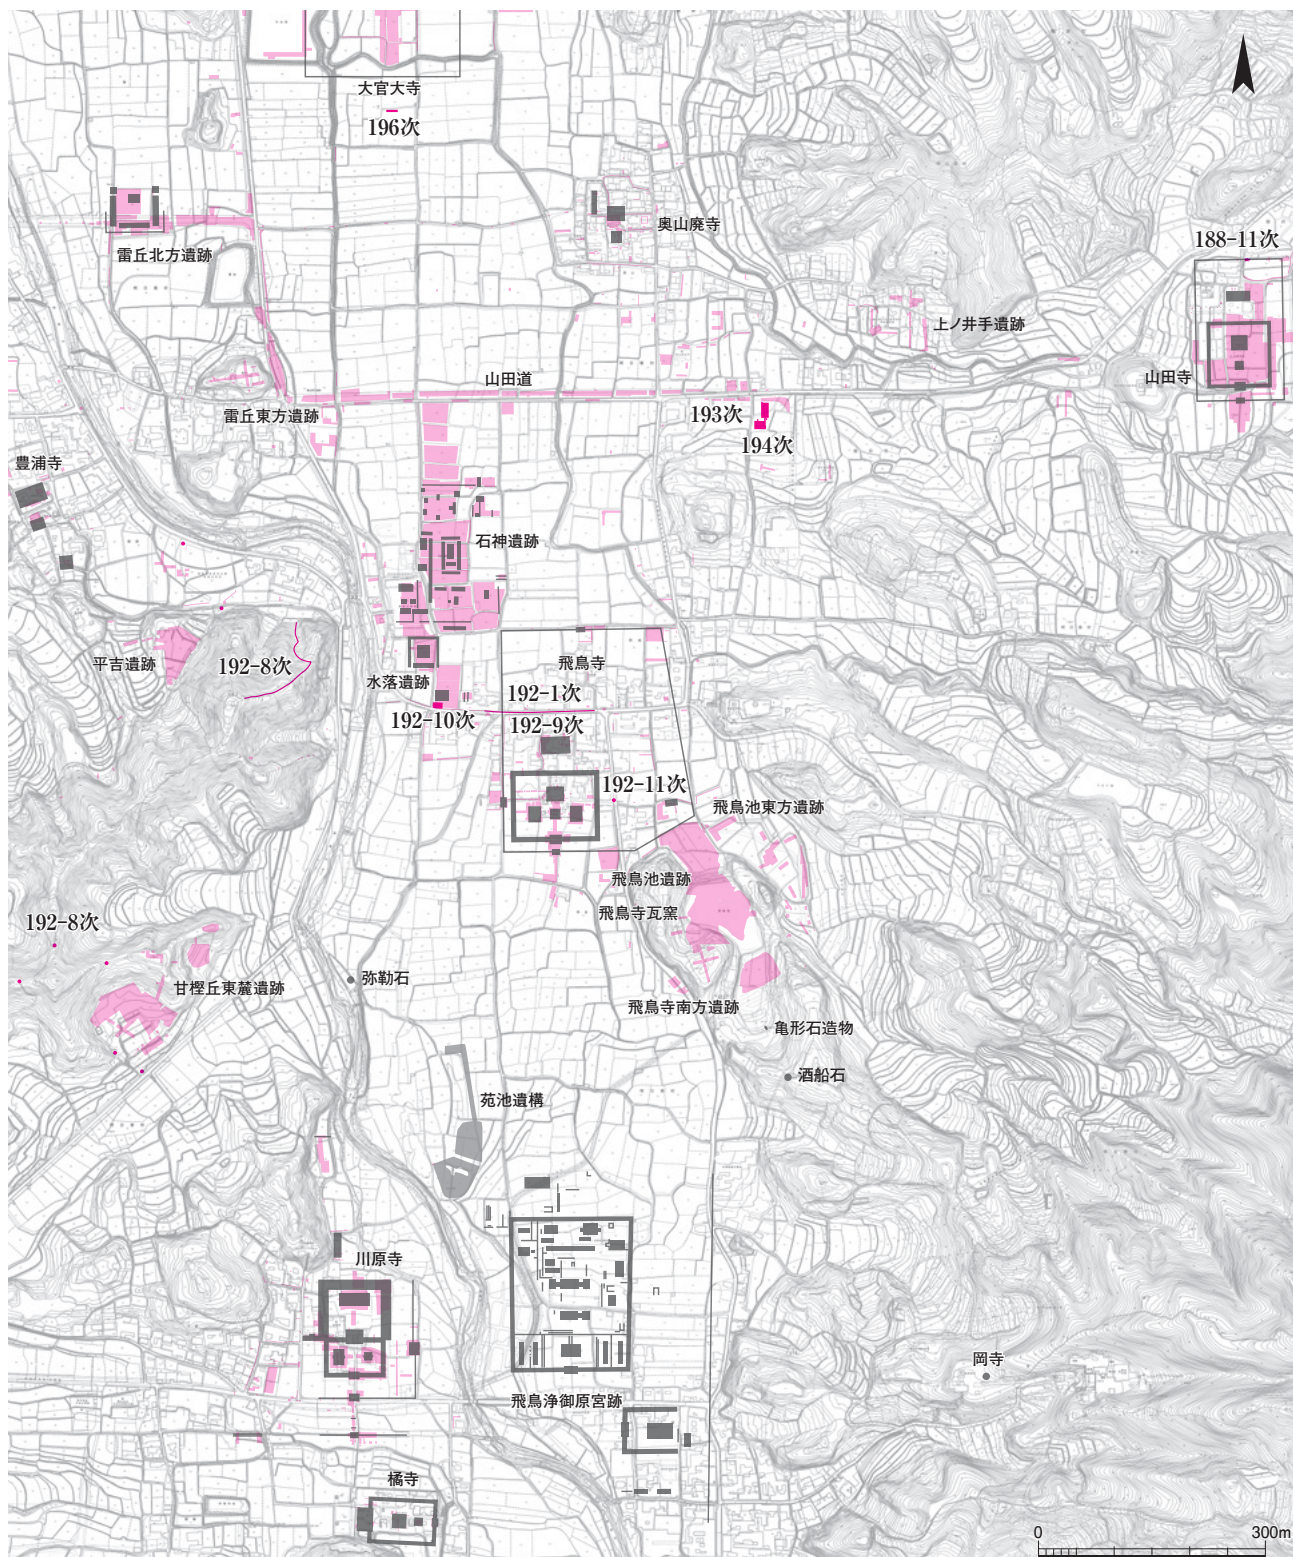 大官大寺
196次
奥山廃寺
188-11次
雷丘北方遺跡
上ノ井手遺跡
山田道
山田寺
雷丘東方遺跡
193次
194次
豊浦寺
石神遺跡
平吉遺跡
192-8次
水落遺跡
飛鳥寺
192-1次
192-10次
192-9次
192-11次
飛鳥池東方遺跡
飛鳥池遺跡
飛鳥寺瓦窯
192-8次
甘樫丘東麓遺跡
弥勒石
飛鳥寺南方遺跡
亀形石造物
酒船石
苑池遺構
川原寺
岡寺
飛鳥浄御原宮跡
橘寺
0 300m